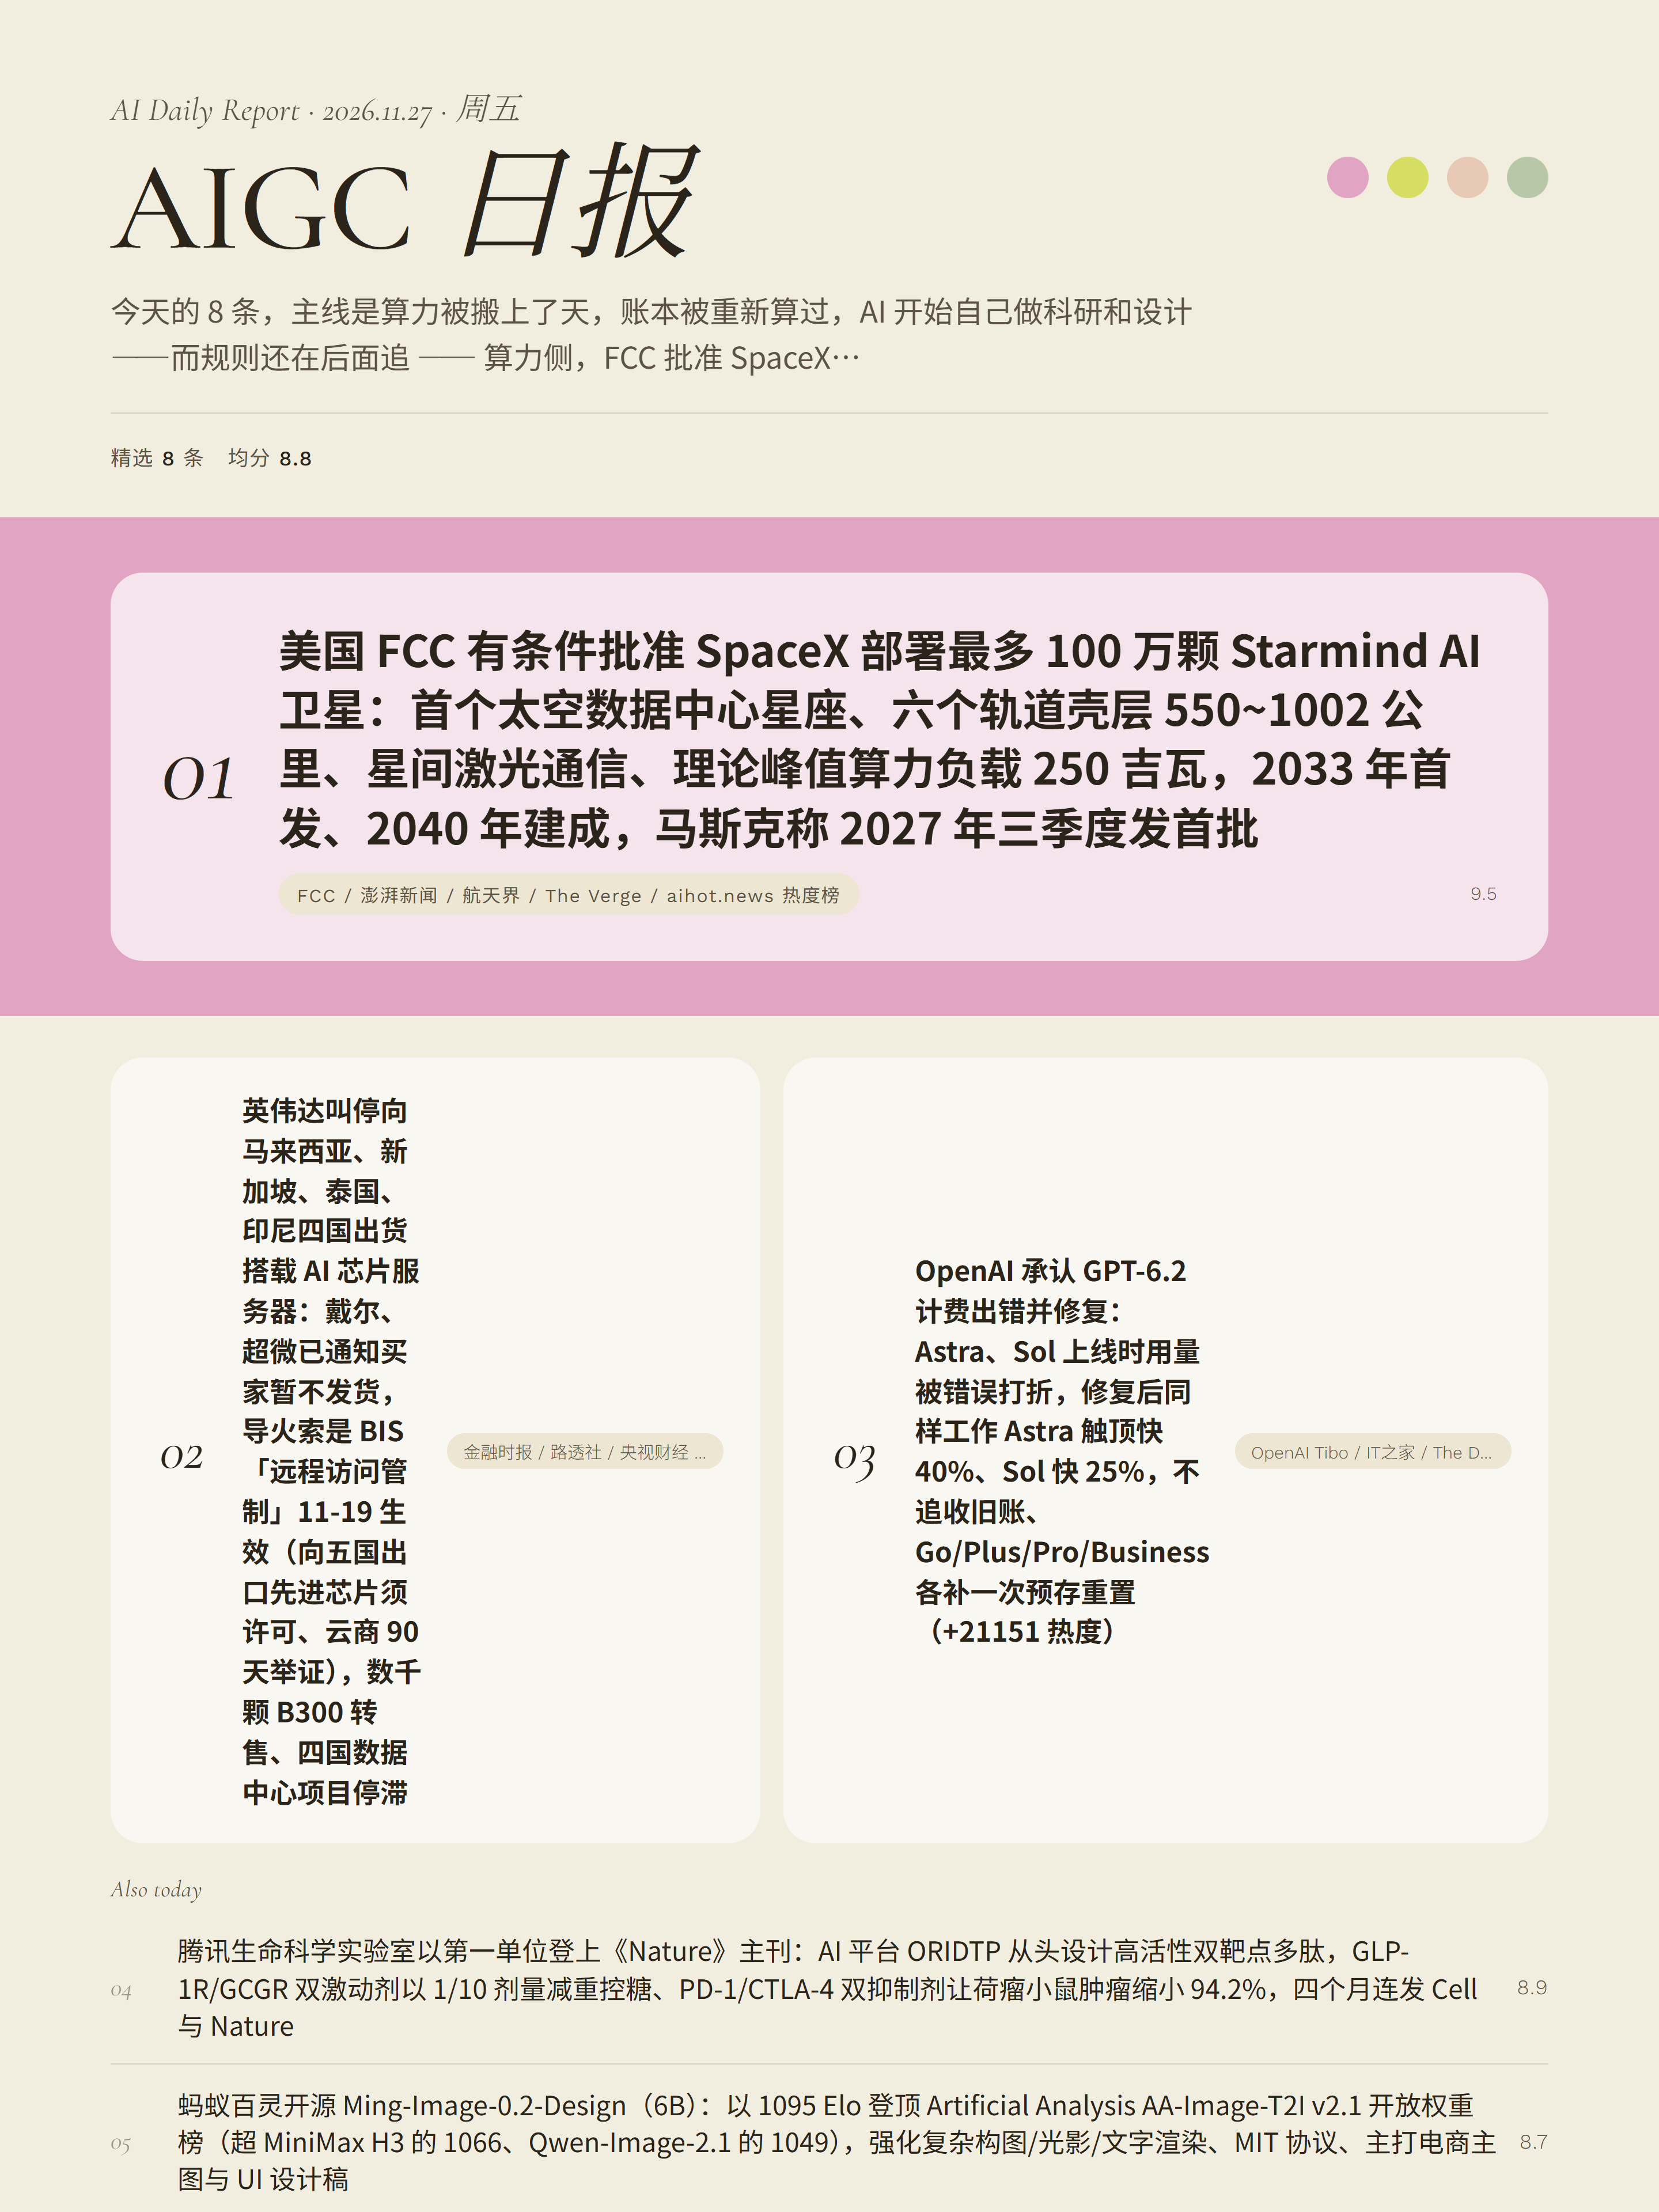 AI Daily Report · 2026.11.27 · 周五
AIGC 日报
今天的 8 条，主线是算力被搬上了天，账本被重新算过，AI 开始自己做科研和设计
——而规则还在后面追 —— 算力侧，FCC 批准 SpaceX…
精选 8 条 均分 8.8
01
美国 FCC 有条件批准 SpaceX 部署最多 100 万颗 Starmind AI
卫星：首个太空数据中心星座、六个轨道壳层 550~1002 公
里、星间激光通信、理论峰值算力负载 250 吉瓦，2033 年首
发、2040 年建成，马斯克称 2027 年三季度发首批
FCC / 澎湃新闻 / 航天界 / The Verge / aihot.news 热度榜
9.5
02
英伟达叫停向
马来西亚、新
加坡、泰国、
印尼四国出货
搭载 AI 芯片服
务器：戴尔、
超微已通知买
家暂不发货，
导火索是 BIS
「远程访问管
制」11-19 生
效（向五国出
口先进芯片须
许可、云商 90
天举证），数千
颗 B300 转
售、四国数据
中心项目停滞
金融时报 / 路透社 / 央视财经 ...
03
OpenAI 承认 GPT-6.2
计费出错并修复：
Astra、Sol 上线时用量
被错误打折，修复后同
样工作 Astra 触顶快
40%、Sol 快 25%，不
追收旧账、
Go/Plus/Pro/Business
各补一次预存重置
（+21151 热度）
OpenAI Tibo / IT之家 / The D...
Also today
04
腾讯生命科学实验室以第一单位登上《Nature》主刊：AI 平台 ORIDTP 从头设计高活性双靶点多肽，GLP-
1R/GCGR 双激动剂以 1/10 剂量减重控糖、PD-1/CTLA-4 双抑制剂让荷瘤小鼠肿瘤缩小 94.2%，四个月连发 Cell
与 Nature
8.9
05
蚂蚁百灵开源 Ming-Image-0.2-Design（6B）：以 1095 Elo 登顶 Artificial Analysis AA-Image-T2I v2.1 开放权重
榜（超 MiniMax H3 的 1066、Qwen-Image-2.1 的 1049），强化复杂构图/光影/文字渲染、MIT 协议、主打电商主
图与 UI 设计稿
8.7